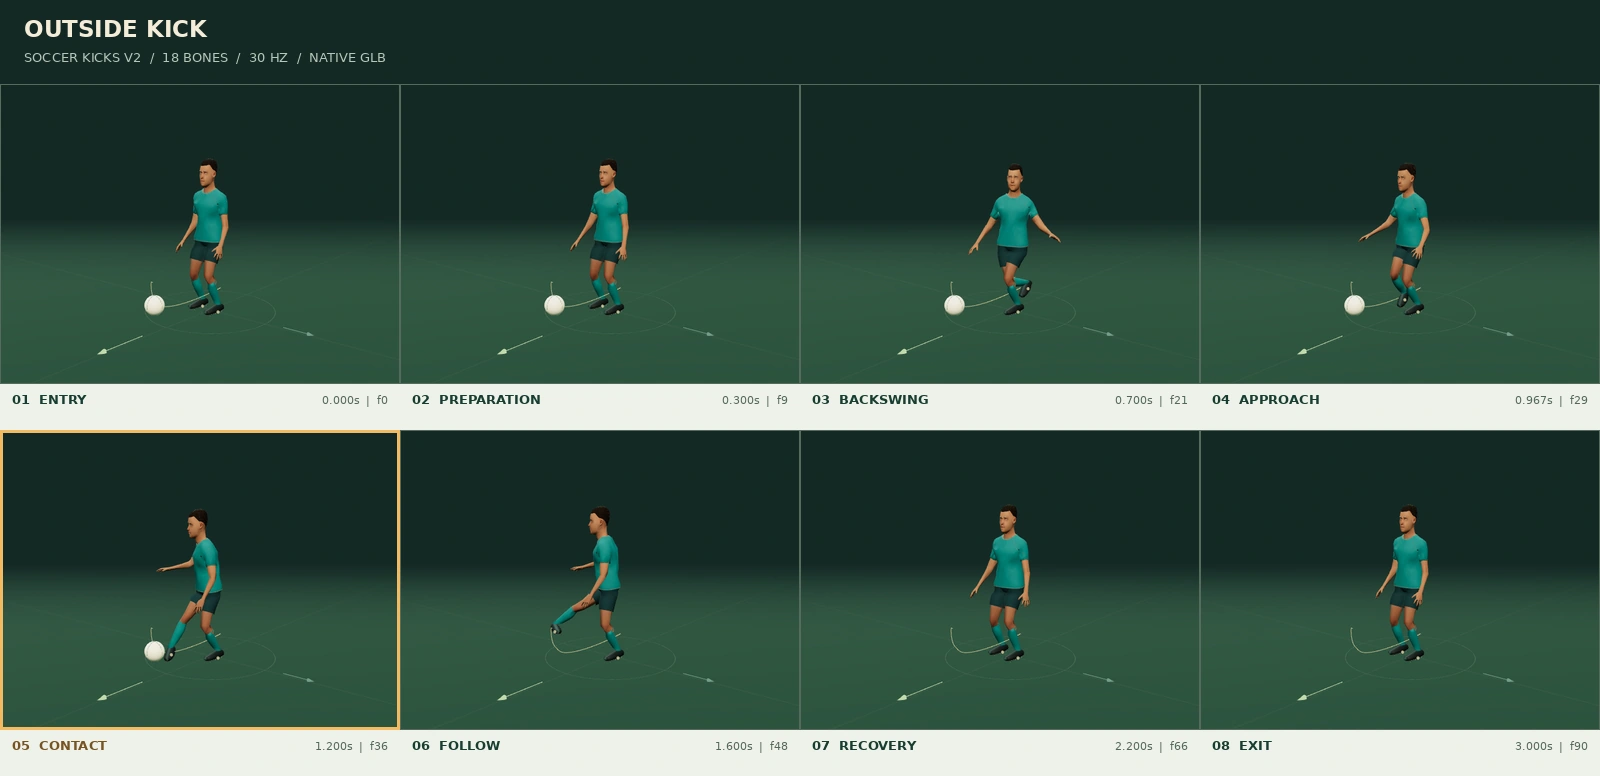 OUTSIDE KICK
SOCCER KICKS V2 / 18 BONES / 30 HZ / NATIVE GLB
01 ENTRY 0.000s | f0
02 PREPARATION 0.300s | f9
03 BACKSWING 0.700s | f21
04 APPROACH 0.967s | f29
05 CONTACT 1.200s | f36
06 FOLLOW 1.600s | f48
07 RECOVERY 2.200s | f66
08 EXIT 3.000s | f90